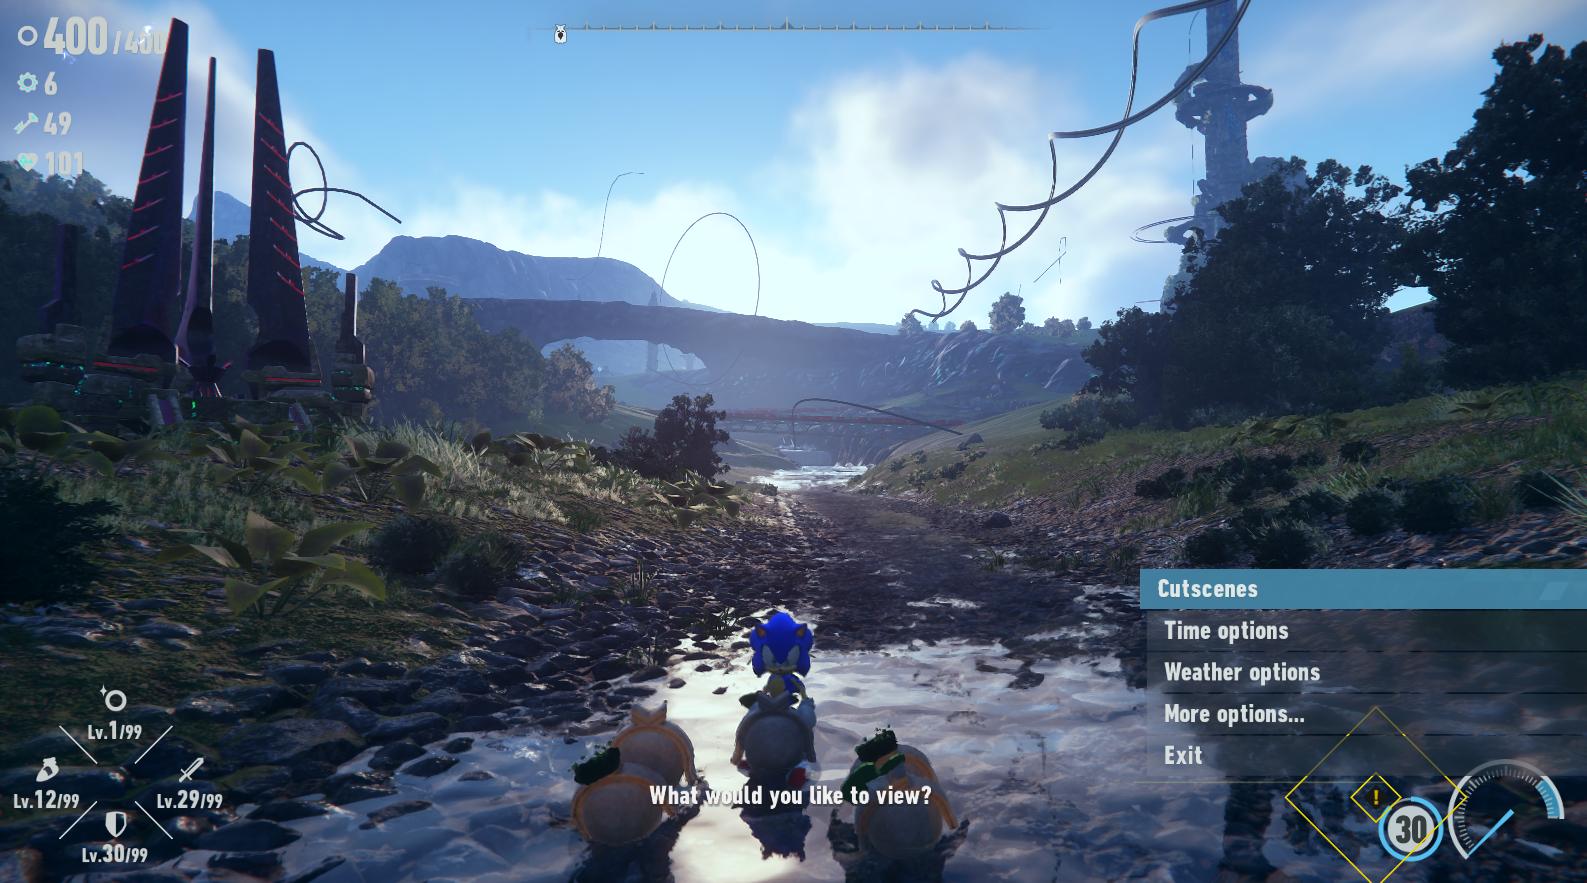 400/400
6
49
101
Cutscenes
Time options
Weather options
More options...
Exit
Lv.1/99
Lv.12/99
Lv.29/99
Lv.30/99
What would you like to view?
!
30